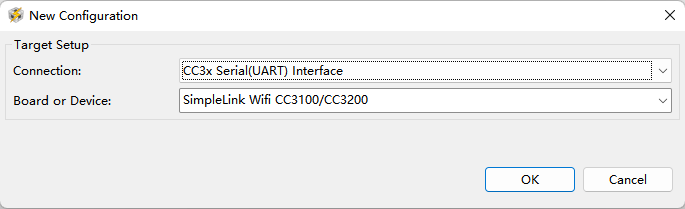 New Configuration
Target Setup
Connection:
CC3x Serial(UART) Interface
Board or Device:
SimpleLink Wifi CC3100/CC3200
OK
Cancel